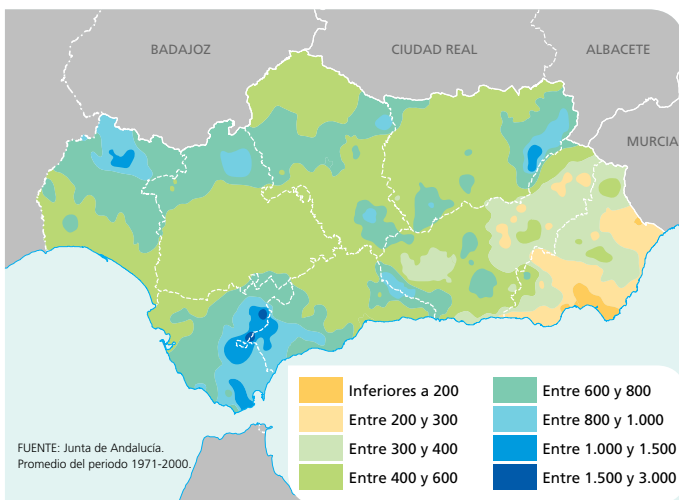 BADAJOZ
CIUDAD REAL
ALBACETE
MURCIA
Inferiores a 200
Entre 200 y 300
Entre 300 y 400
Entre 400 y 600
Entre 600 y 800
Entre 800 y 1.000
Entre 1.000 y 1.500
Entre 1.500 y 3.000
FUENTE: Junta de Andalucía.
Promedio del periodo 1971-2000.